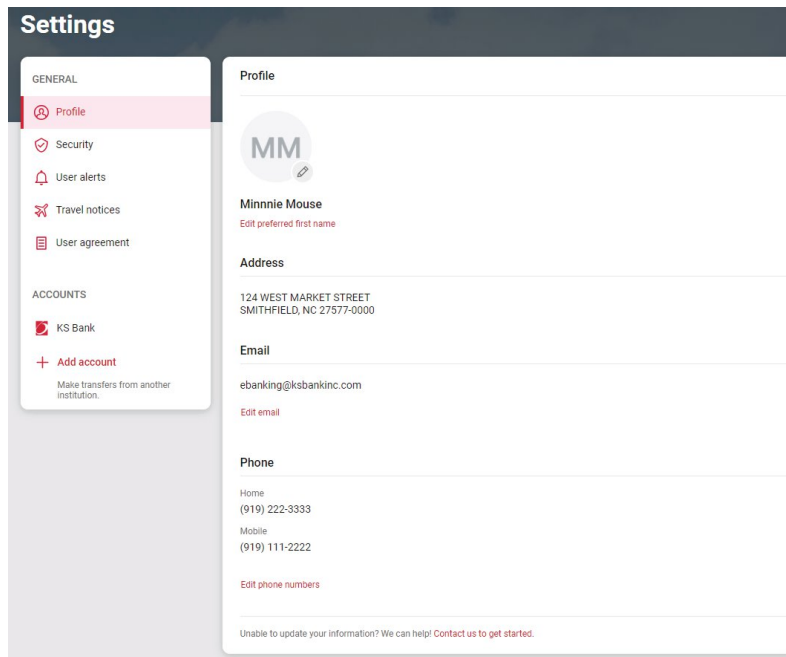 Settings
GENERAL
Profile
Security
User alerts
Travel notices
User agreement
ACCOUNTS
KS Bank
Add account
Make transfers from another
institution.
Profile
MM
Minnnie Mouse
Edit preferred first name
Address
124 WEST MARKET STREET
SMITHFIELD, NC 27577-0000
Email
ebanking@ksbankinc.com
Edit email
Phone
Home
(919) 222-3333
Mobile
(919) 111-2222
Edit phone numbers
Unable to update your information? We can help! Contact us to get started.